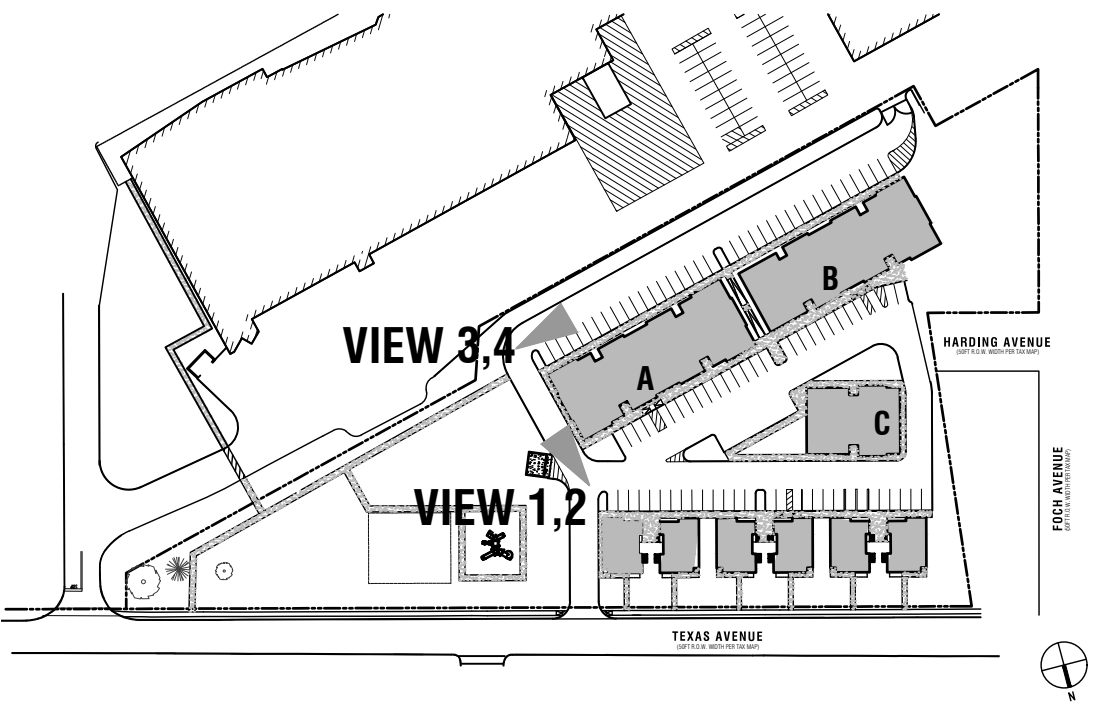 B
VIEW 3,4
HARDING AVENUE
(50FT R.O.W. WIDTH PER TAX MAP)
A
C
FOCH AVENUE
(60FT R.O.W. WIDTH PER TAX MAP)
VIEW 1,2
TEXAS AVENUE
(50FT R.O.W. WIDTH PER TAX MAP)
N